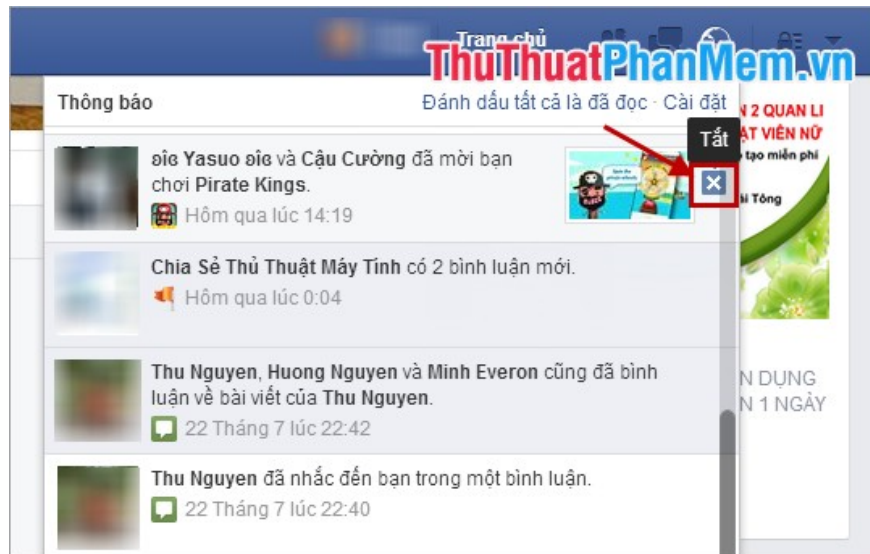 Trang chủ
ThuThuatPhanMem.vn
Thông báo
Đánh dấu tất cả là đã đọc · Cài đặt
Tắt
ʚîɞ Yasuo ʚîɞ và Cậu Cường đã mời bạn
chơi Pirate Kings.
Hôm qua lúc 14:19
Chia Sẻ Thủ Thuật Máy Tính có 2 bình luận mới.
Hôm qua lúc 0:04
Thu Nguyen, Huong Nguyen và Minh Everon cũng đã bình
luận về bài viết của Thu Nguyen.
22 Tháng 7 lúc 22:42
Thu Nguyen đã nhắc đến bạn trong một bình luận.
22 Tháng 7 lúc 22:40
2 QUAN LI
VIÊN NỮ
tạo miễn phí
Tông
DỤNG
1 NGÀY